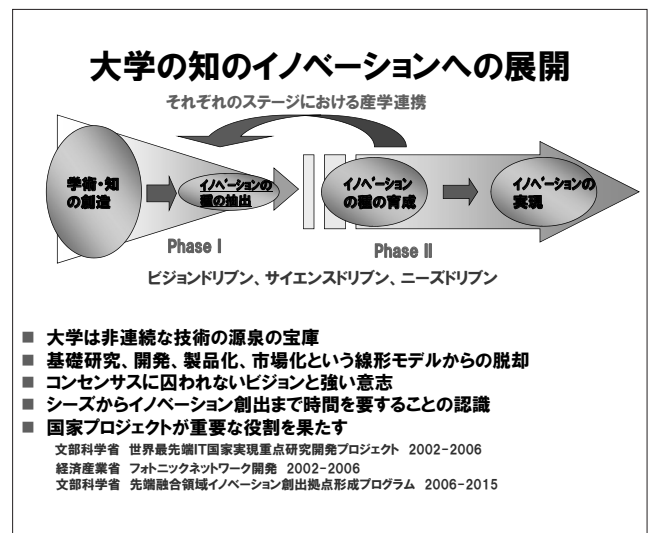 大学の知のイノベーションへの展開
それぞれのステージにおける産学連携
学術・知
の創造
イノベーションの
種の抽出
イノベーション
の種の育成
イノベーションの
実現
Phase I
Phase II
ビジョンドリブン、サイエンスドリブン、ニーズドリブン
■ 大学は非連続な技術の源泉の宝庫
■ 基礎研究、開発、製品化、市場化という線形モデルからの脱却
■ コンセンサスに囚われないビジョンと強い意志
■ シーズからイノベーション創出まで時間を要することの認識
■ 国家プロジェクトが重要な役割を果たす
文部科学省 世界最先端IT国家実現重点研究開発プロジェクト 2002-2006
経済産業省 フォトニックネットワーク開発 2002-2006
文部科学省 先端融合領域イノベーション創出拠点形成プログラム 2006-2015